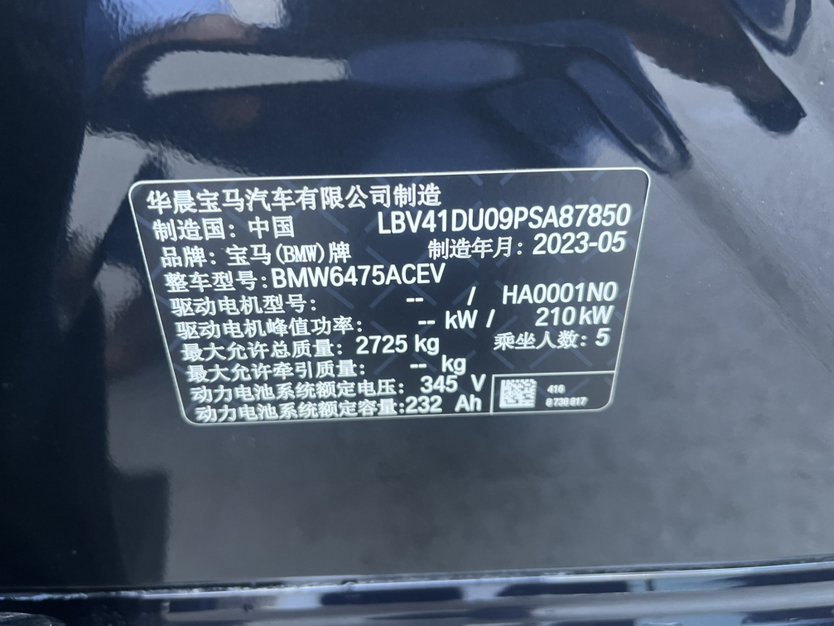 华晨宝马汽车有限公司制造
制造国: 中国 LBV41DU09PSA87850
品牌: 宝马(BMW)牌 制造年月: 2023-05
整车型号:BMW6475ACEV
驱动电机型号: -- / HA0001N0
驱动电机峰值功率: -- kW / 210 kW
最大允许总质量: 2725 kg 乘坐人数: 5
最大允许牵引质量: -- kg
动力电池系统额定电压: 345 V
动力电池系统额定容量:232 Ah
416
8738817